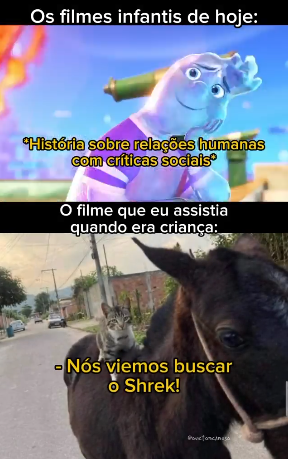 Os filmes infantis de hoje:
*História sobre relações humanas
com críticas sociais*
O filme que eu assistia
quando era criança:
- Nós viemos buscar
o Shrek!